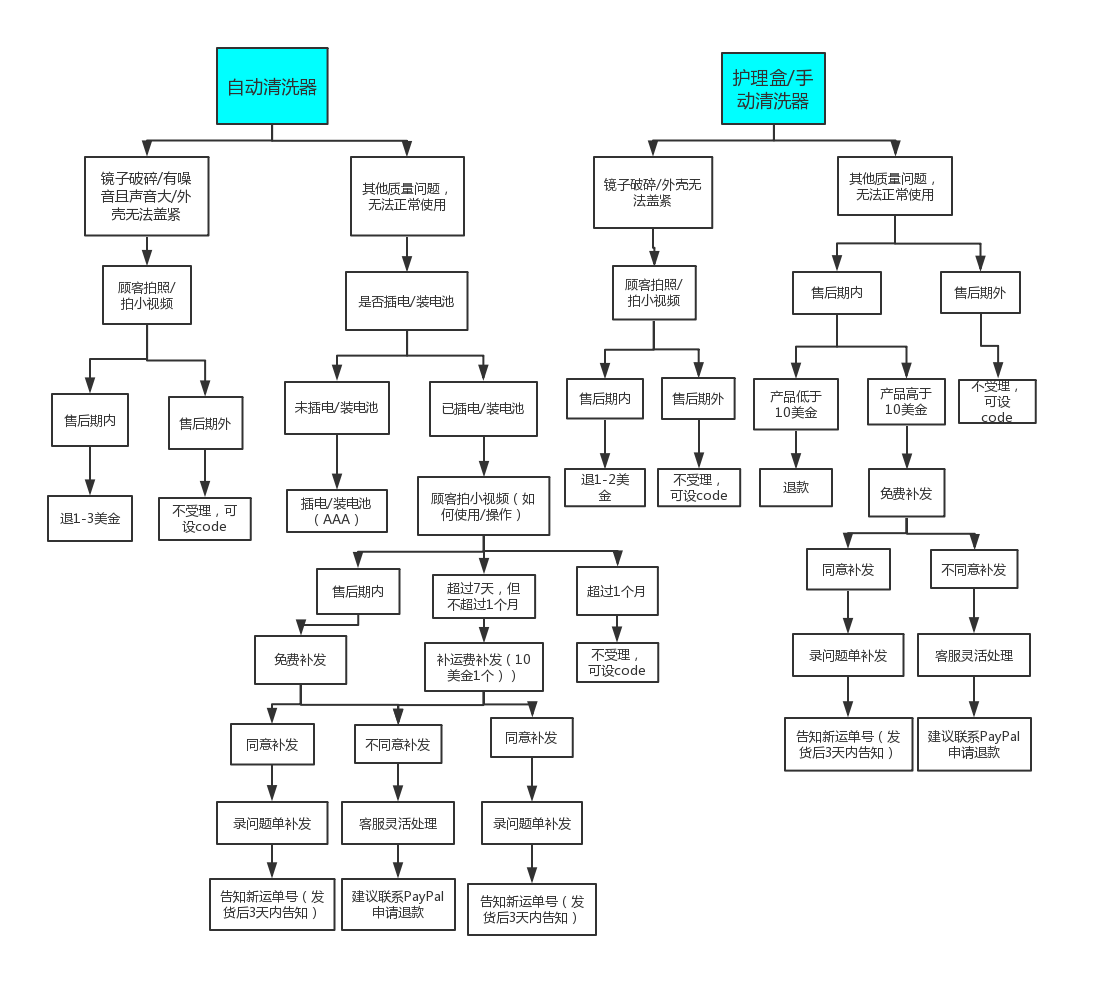 自动清洗器
护理盒/手
动清洗器
镜子破碎/有噪
音且声音大/外
壳无法盖紧
其他质量问题，
无法正常使用
镜子破碎/外壳无
法盖紧
其他质量问题，
无法正常使用
顾客拍照/
拍小视频
是否插电/装电池
顾客拍照/
拍小视频
售后期内
售后期外
售后期内
售后期外
未插电/装电池
已插电/装电池
售后期内
售后期外
产品低于
10美金
产品高于
10美金
不受理，
可设
code
退1-3美金
不受理，可
设code
插电/装电池
（AAA）
顾客拍小视频（如
何使用/操作）
退1-2美
金
不受理，
可设code
退款
免费补发
售后期内
超过7天，但
不超过1个月
超过1个月
同意补发
不同意补发
免费补发
补运费补发（10
美金1个））
不受理，
可设code
录问题单补发
客服灵活处理
同意补发
不同意补发
同意补发
告知新运单号（发
货后3天内告知）
建议联系PayPal
申请退款
录问题单补发
客服灵活处理
录问题单补发
告知新运单号（发
货后3天内告知）
建议联系PayPal
申请退款
告知新运单号（发
货后3天内告知）